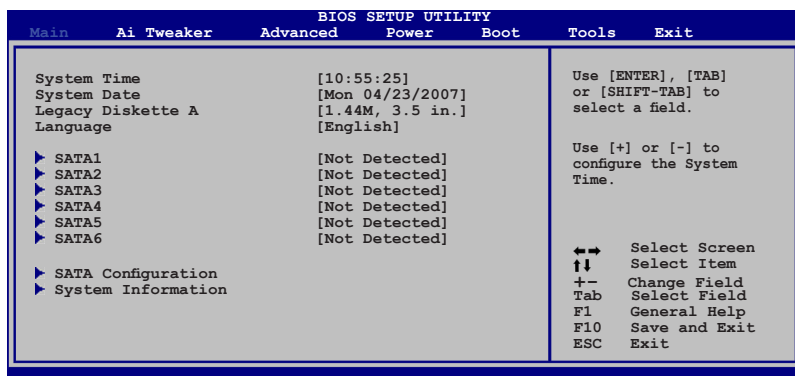 BIOS SETUP UTILITY
Main Ai Tweaker Advanced Power Boot Tools Exit
System Time [10:55:25]
System Date [Mon 04/23/2007]
Legacy Diskette A [1.44M, 3.5 in.]
Language [English]
SATA1 [Not Detected]
SATA2 [Not Detected]
SATA3 [Not Detected]
SATA4 [Not Detected]
SATA5 [Not Detected]
SATA6 [Not Detected]
SATA Configuration
System Information
Use [ENTER], [TAB]
or [SHIFT-TAB] to
select a field.
Use [+] or [-] to
configure the System
Time.
←→ Select Screen
↑↓ Select Item
+- Change Field
Tab Select Field
F1 General Help
F10 Save and Exit
ESC Exit